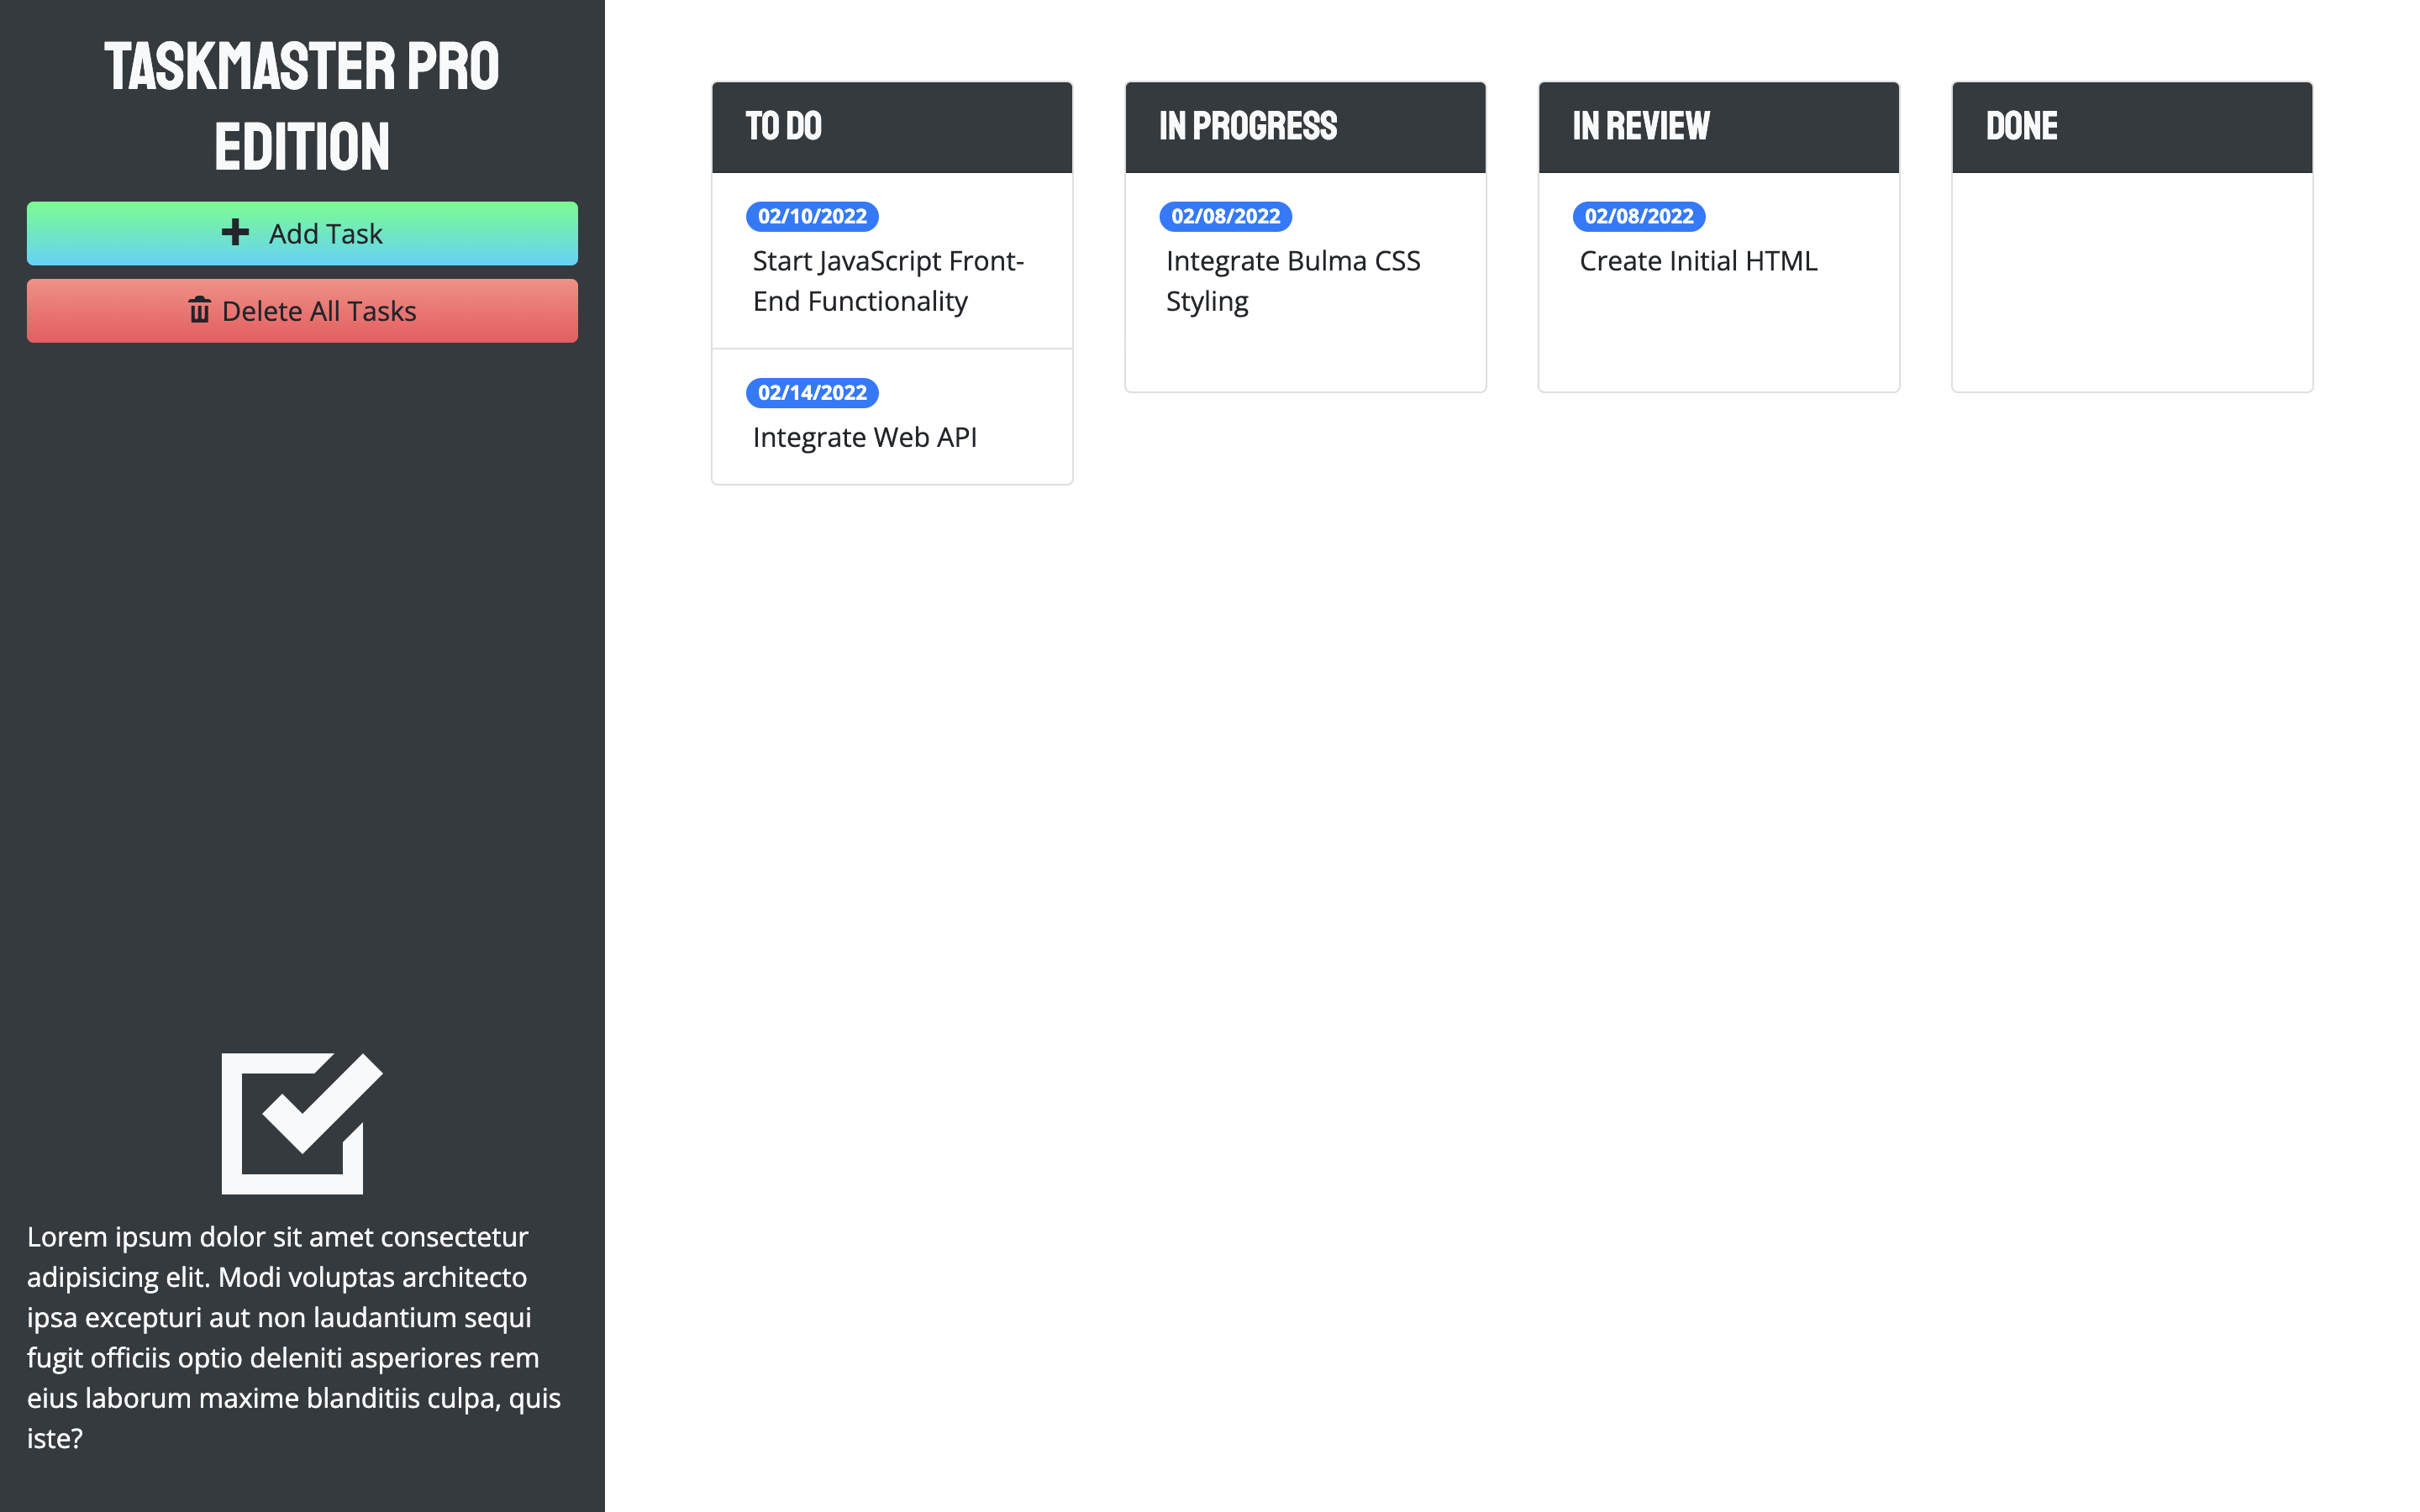 TASKMASTER PRO
EDITION
Add Task
Delete All Tasks
Lorem ipsum dolor sit amet consectetur
adipisicing elit. Modi voluptas architecto
ipsa excepturi aut non laudantium sequi
fugit officiis optio deleniti asperiores rem
eius laborum maxime blanditiis culpa, quis
iste?
TO DO
02/10/2022
Start JavaScript Front-
End Functionality
02/14/2022
Integrate Web API
IN PROGRESS
02/08/2022
Integrate Bulma CSS
Styling
IN REVIEW
02/08/2022
Create Initial HTML
DONE